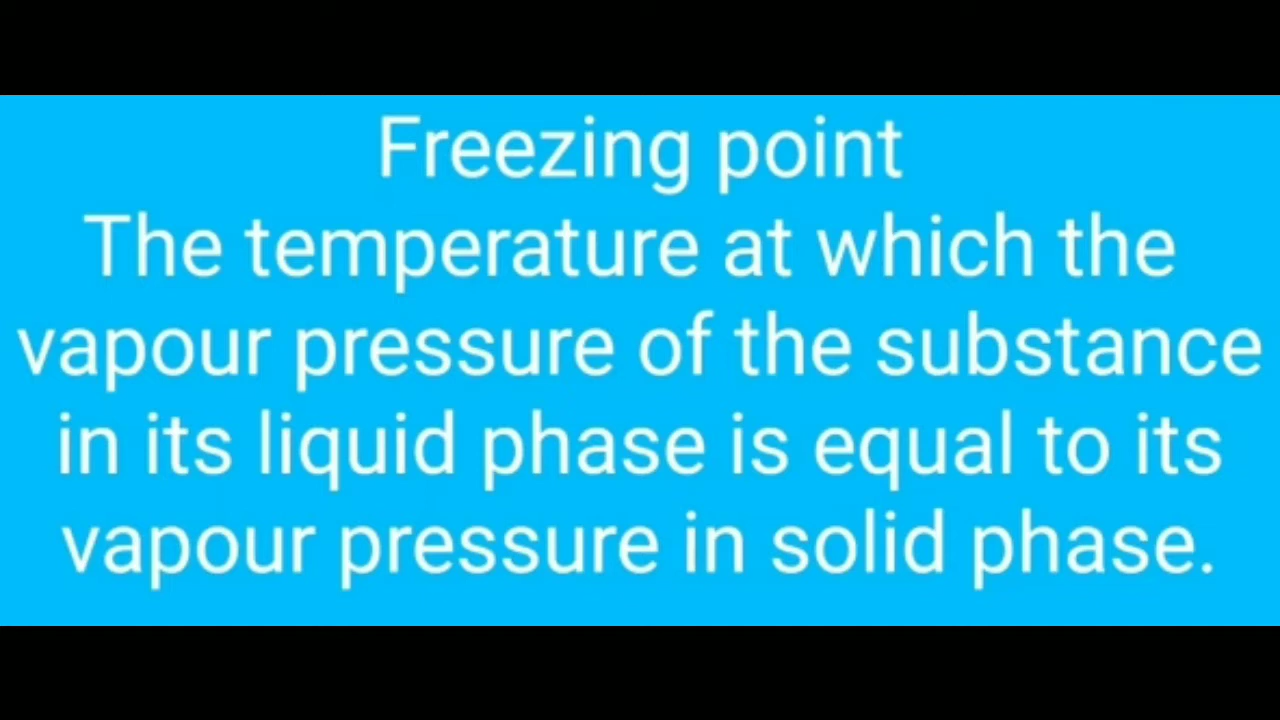 Freezing point
The temperature at which the
vapour pressure of the substance
in its liquid phase is equal to its
vapour pressure in solid phase.